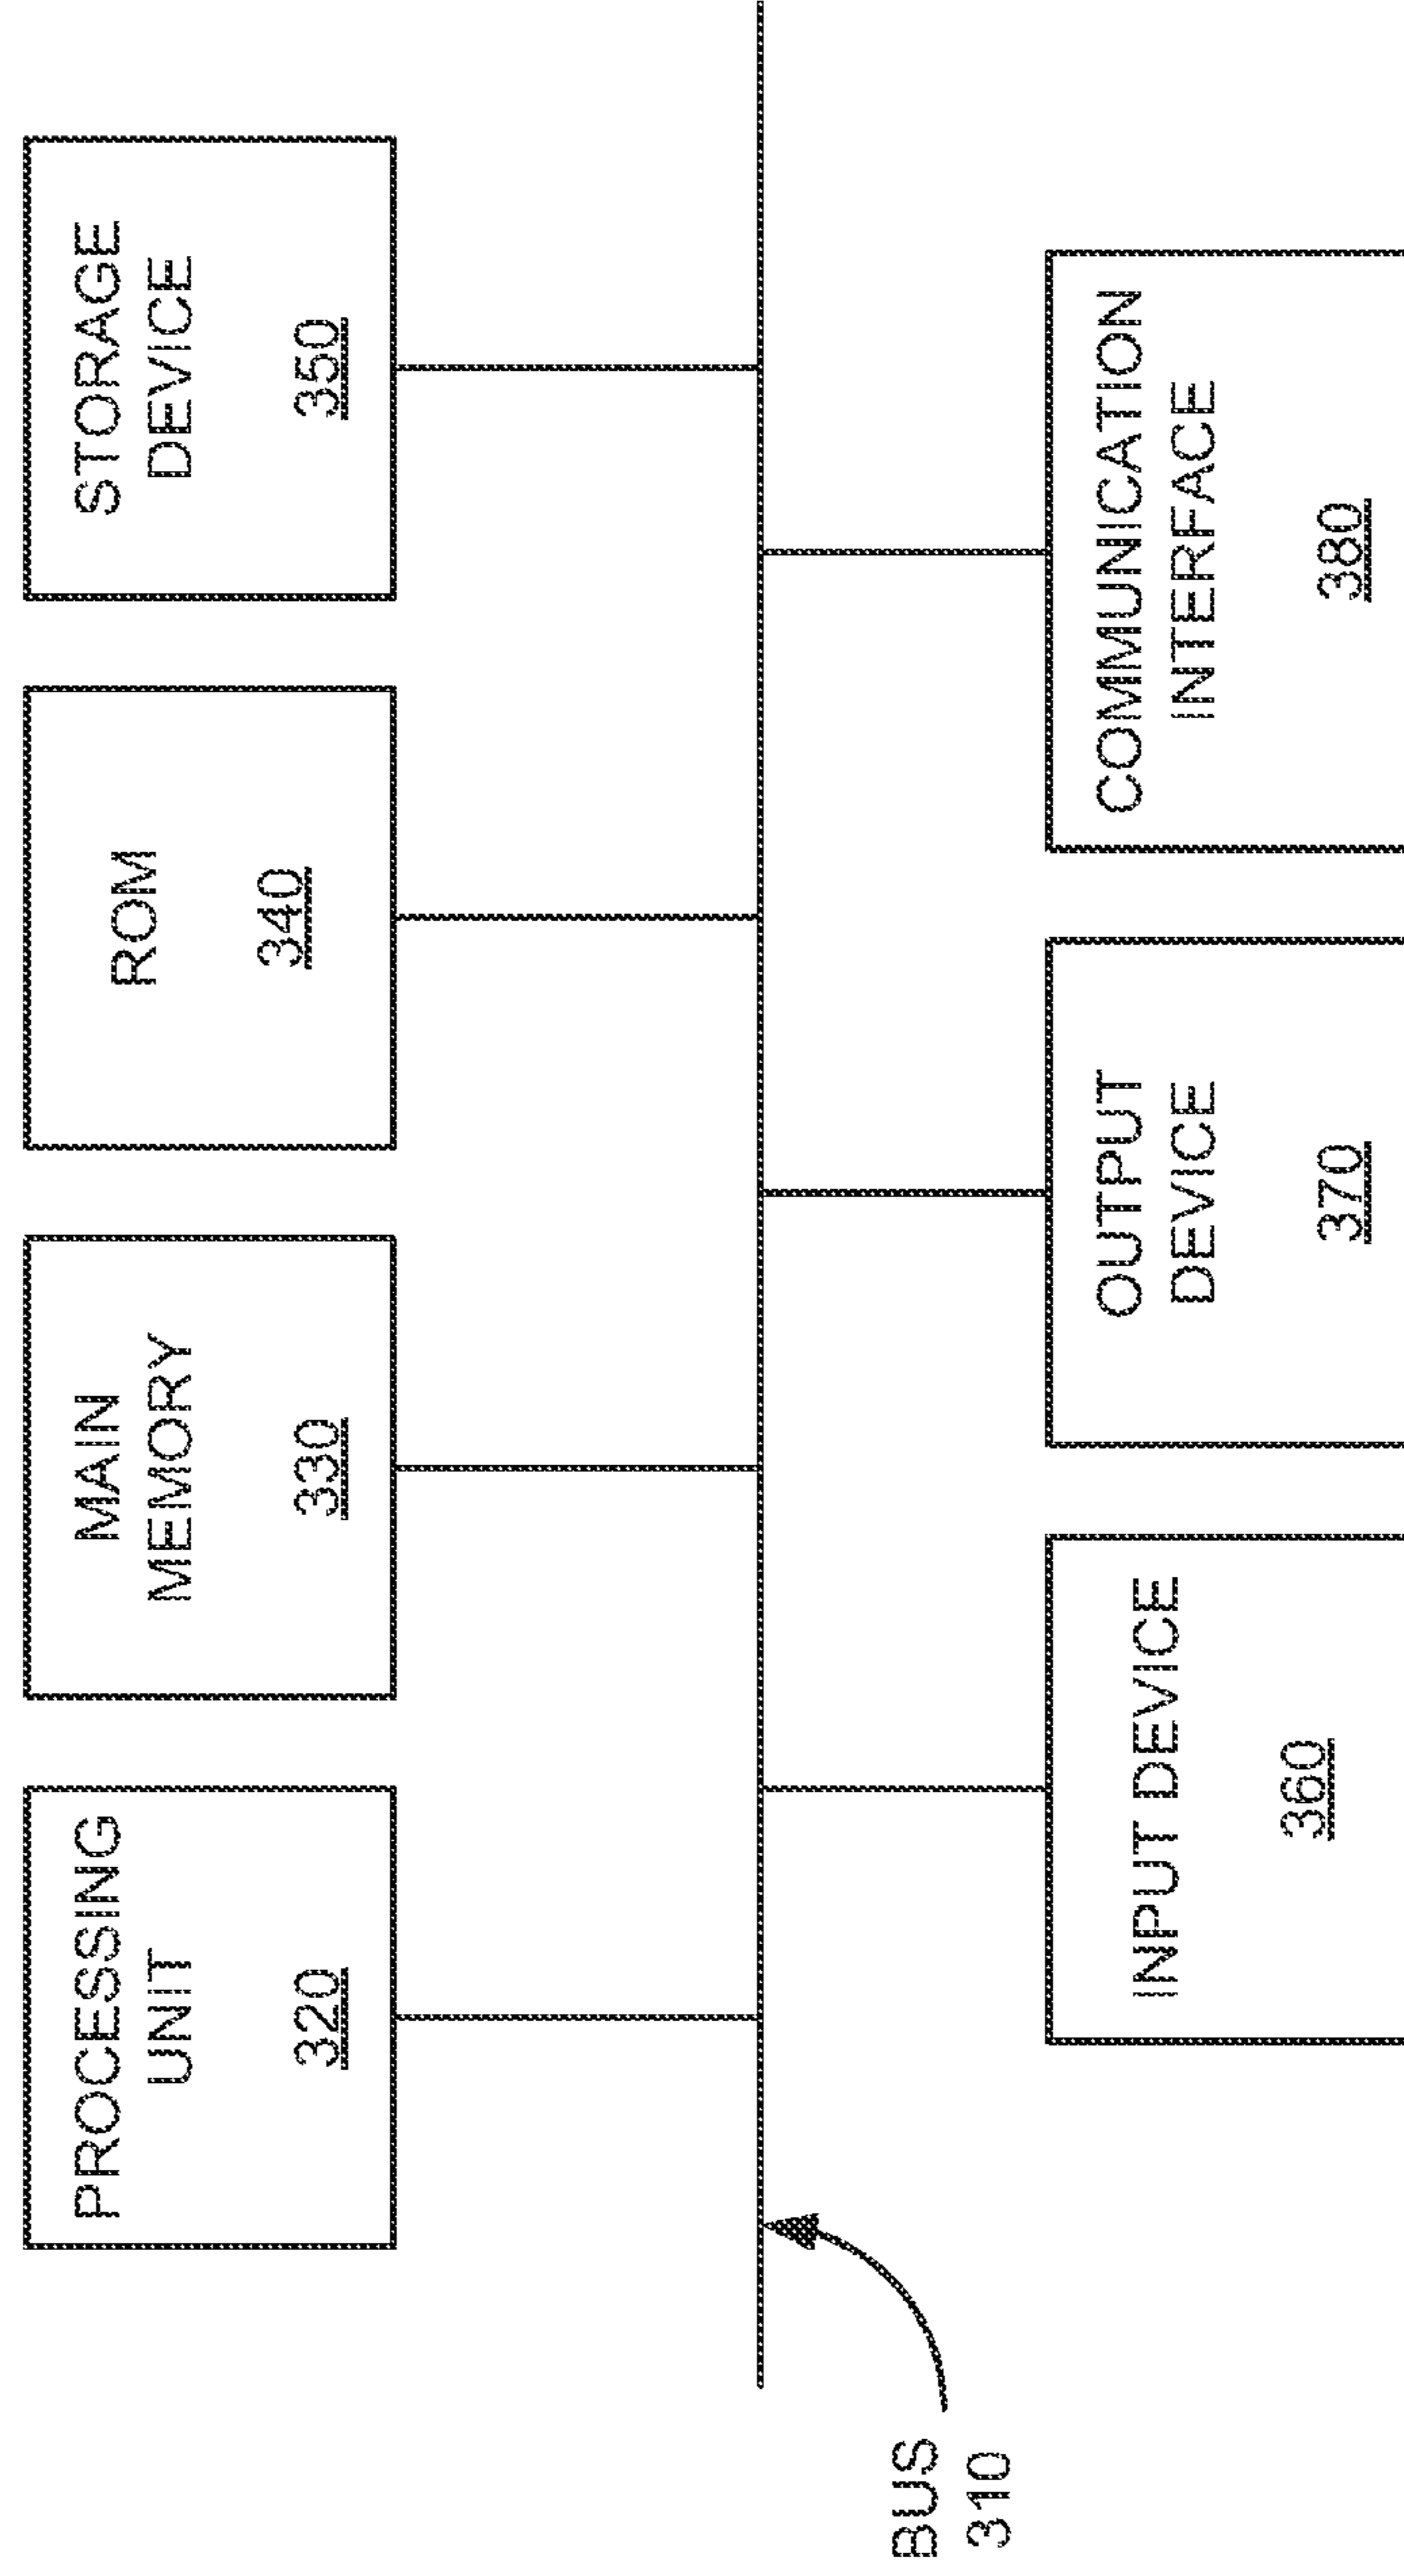 PROCESSING
UNIT
320
MAIN
MEMORY
330
ROM
340
STORAGE
DEVICE
350
BUS
310
INPUT DEVICE
360
OUTPUT
DEVICE
370
COMMUNICATION
INTERFACE
380